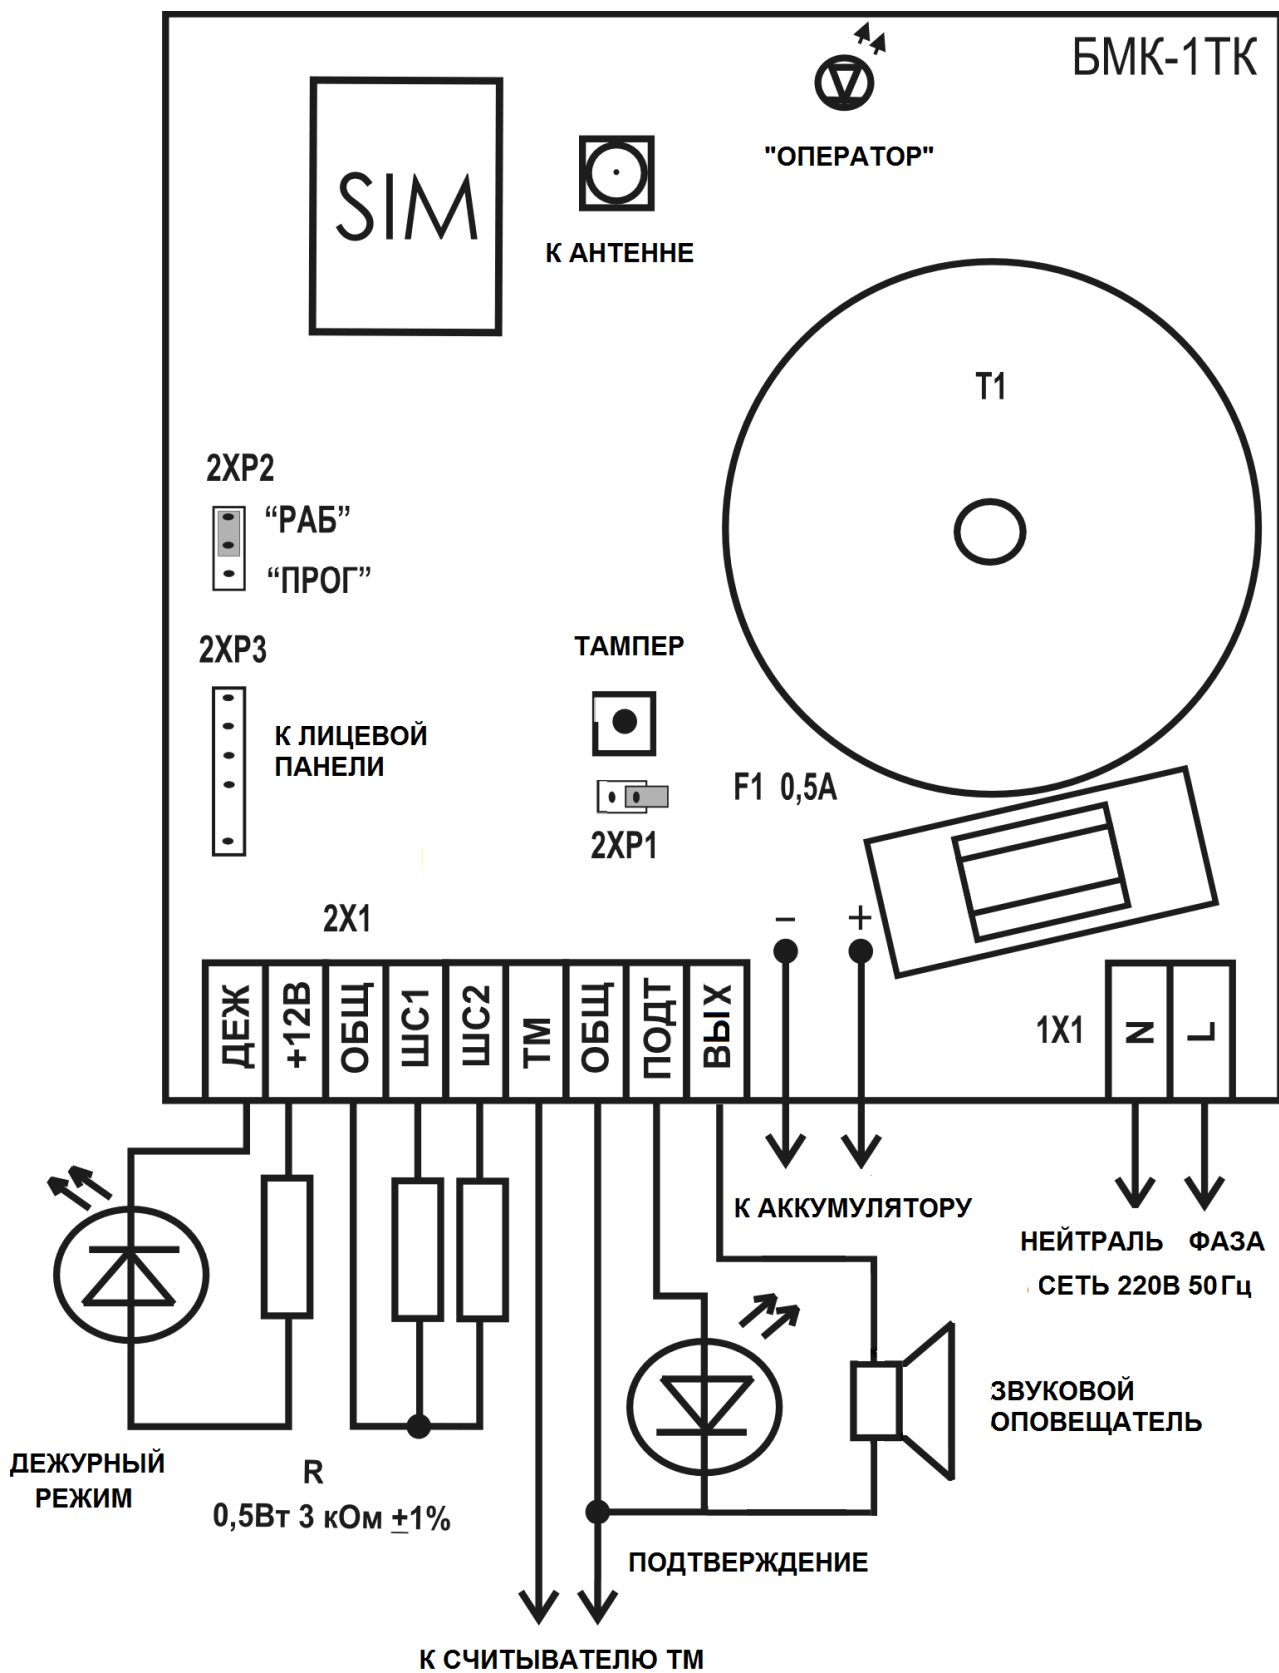 БМК-1ТК
"ОПЕРАТОР"
SIM
К АНТЕННЕ
T1
2XP2
“РАБ”
“ПРОГ”
2XP3
ТАМПЕР
К ЛИЦЕВОЙ
ПАНЕЛИ
F1 0,5А
2XP1
2X1
–
+
ДЕЖ
+12В
ОБЩ
ШС1
ШС2
ТМ
ОБЩ
ПОДТ
ВЫХ
1X1
N
L
К АККУМУЛЯТОРУ
НЕЙТРАЛЬ ФАЗА
СЕТЬ 220В 50Гц
ЗВУКОВОЙ
ОПОВЕЩАТЕЛЬ
ДЕЖУРНЫЙ
РЕЖИМ
R
0,5Вт 3 кОм ±1%
ПОДТВЕРЖДЕНИЕ
К СЧИТЫВАТЕЛЮ ТМ